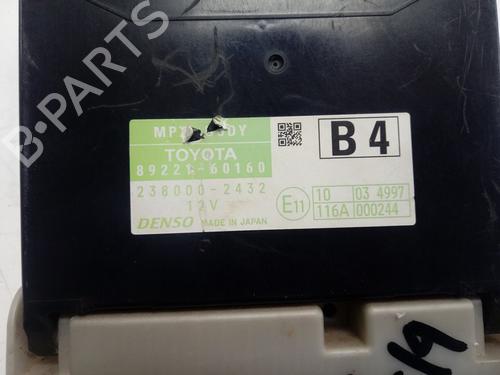 B-PARTS
MPX BODY
TOYOTA
89221-60160
238000-2432
12V
DENSO MADE IN JAPAN
B4
E11
10 03 4997
116A 000244